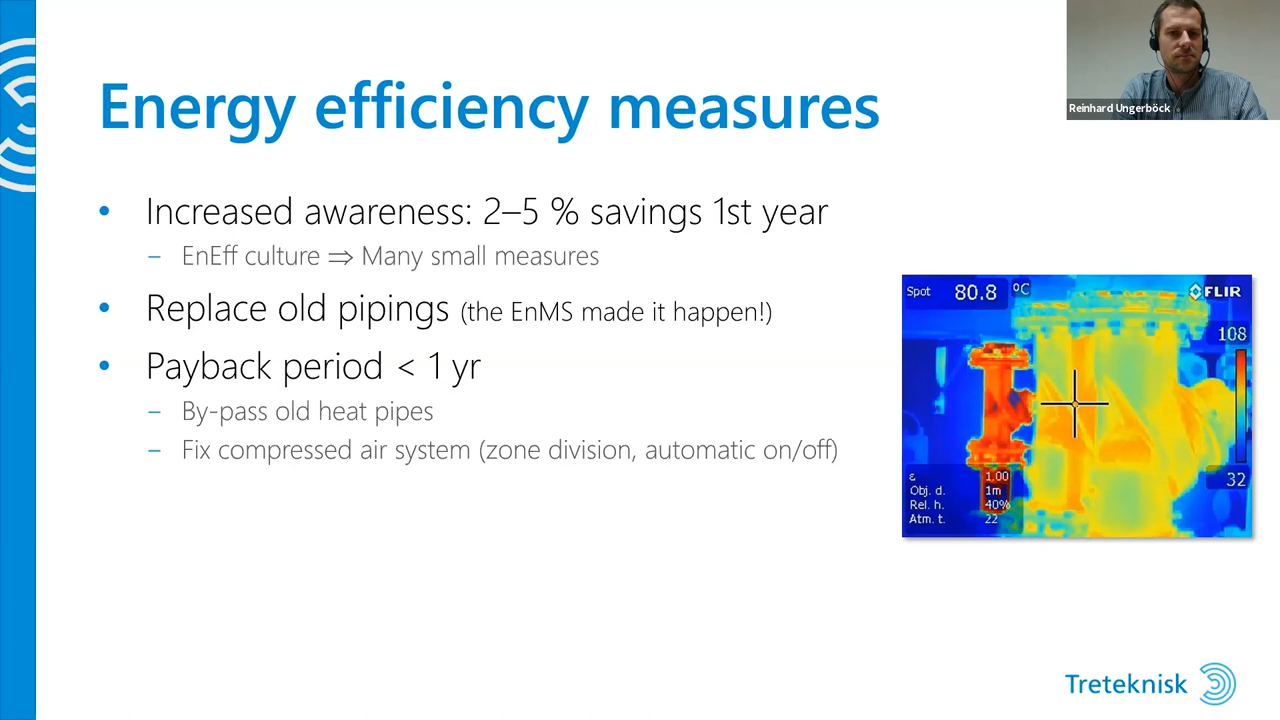 Energy efficiency measures
Reinhard Ungerböck
• Increased awareness: 2–5 % savings 1st year
– EnEff culture ⇒ Many small measures
• Replace old pipings (the EnMS made it happen!)
• Payback period < 1 yr
– By-pass old heat pipes
– Fix compressed air system (zone division, automatic on/off)
Spot 80.8 °C
FLIR
108
32
ε 1.00
Obj. d. 1m
Rel. h. 40%
Atm. t. 22
Treteknisk